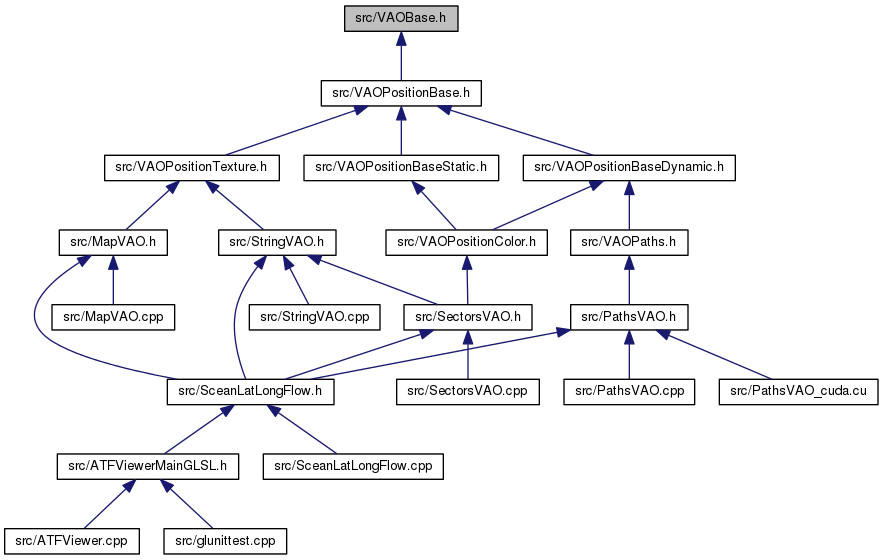 src/VAOBase.h
src/VAOPositionBase.h
src/VAOPositionTexture.h
src/VAOPositionBaseStatic.h
src/VAOPositionBaseDynamic.h
src/MapVAO.h
src/StringVAO.h
src/VAOPositionColor.h
src/VAOPaths.h
src/MapVAO.cpp
src/StringVAO.cpp
src/SectorsVAO.h
src/PathsVAO.h
src/SceanLatLongFlow.h
src/SectorsVAO.cpp
src/PathsVAO.cpp
src/PathsVAO_cuda.cu
src/ATFViewerMainGLSL.h
src/SceanLatLongFlow.cpp
src/ATFViewer.cpp
src/glunittest.cpp